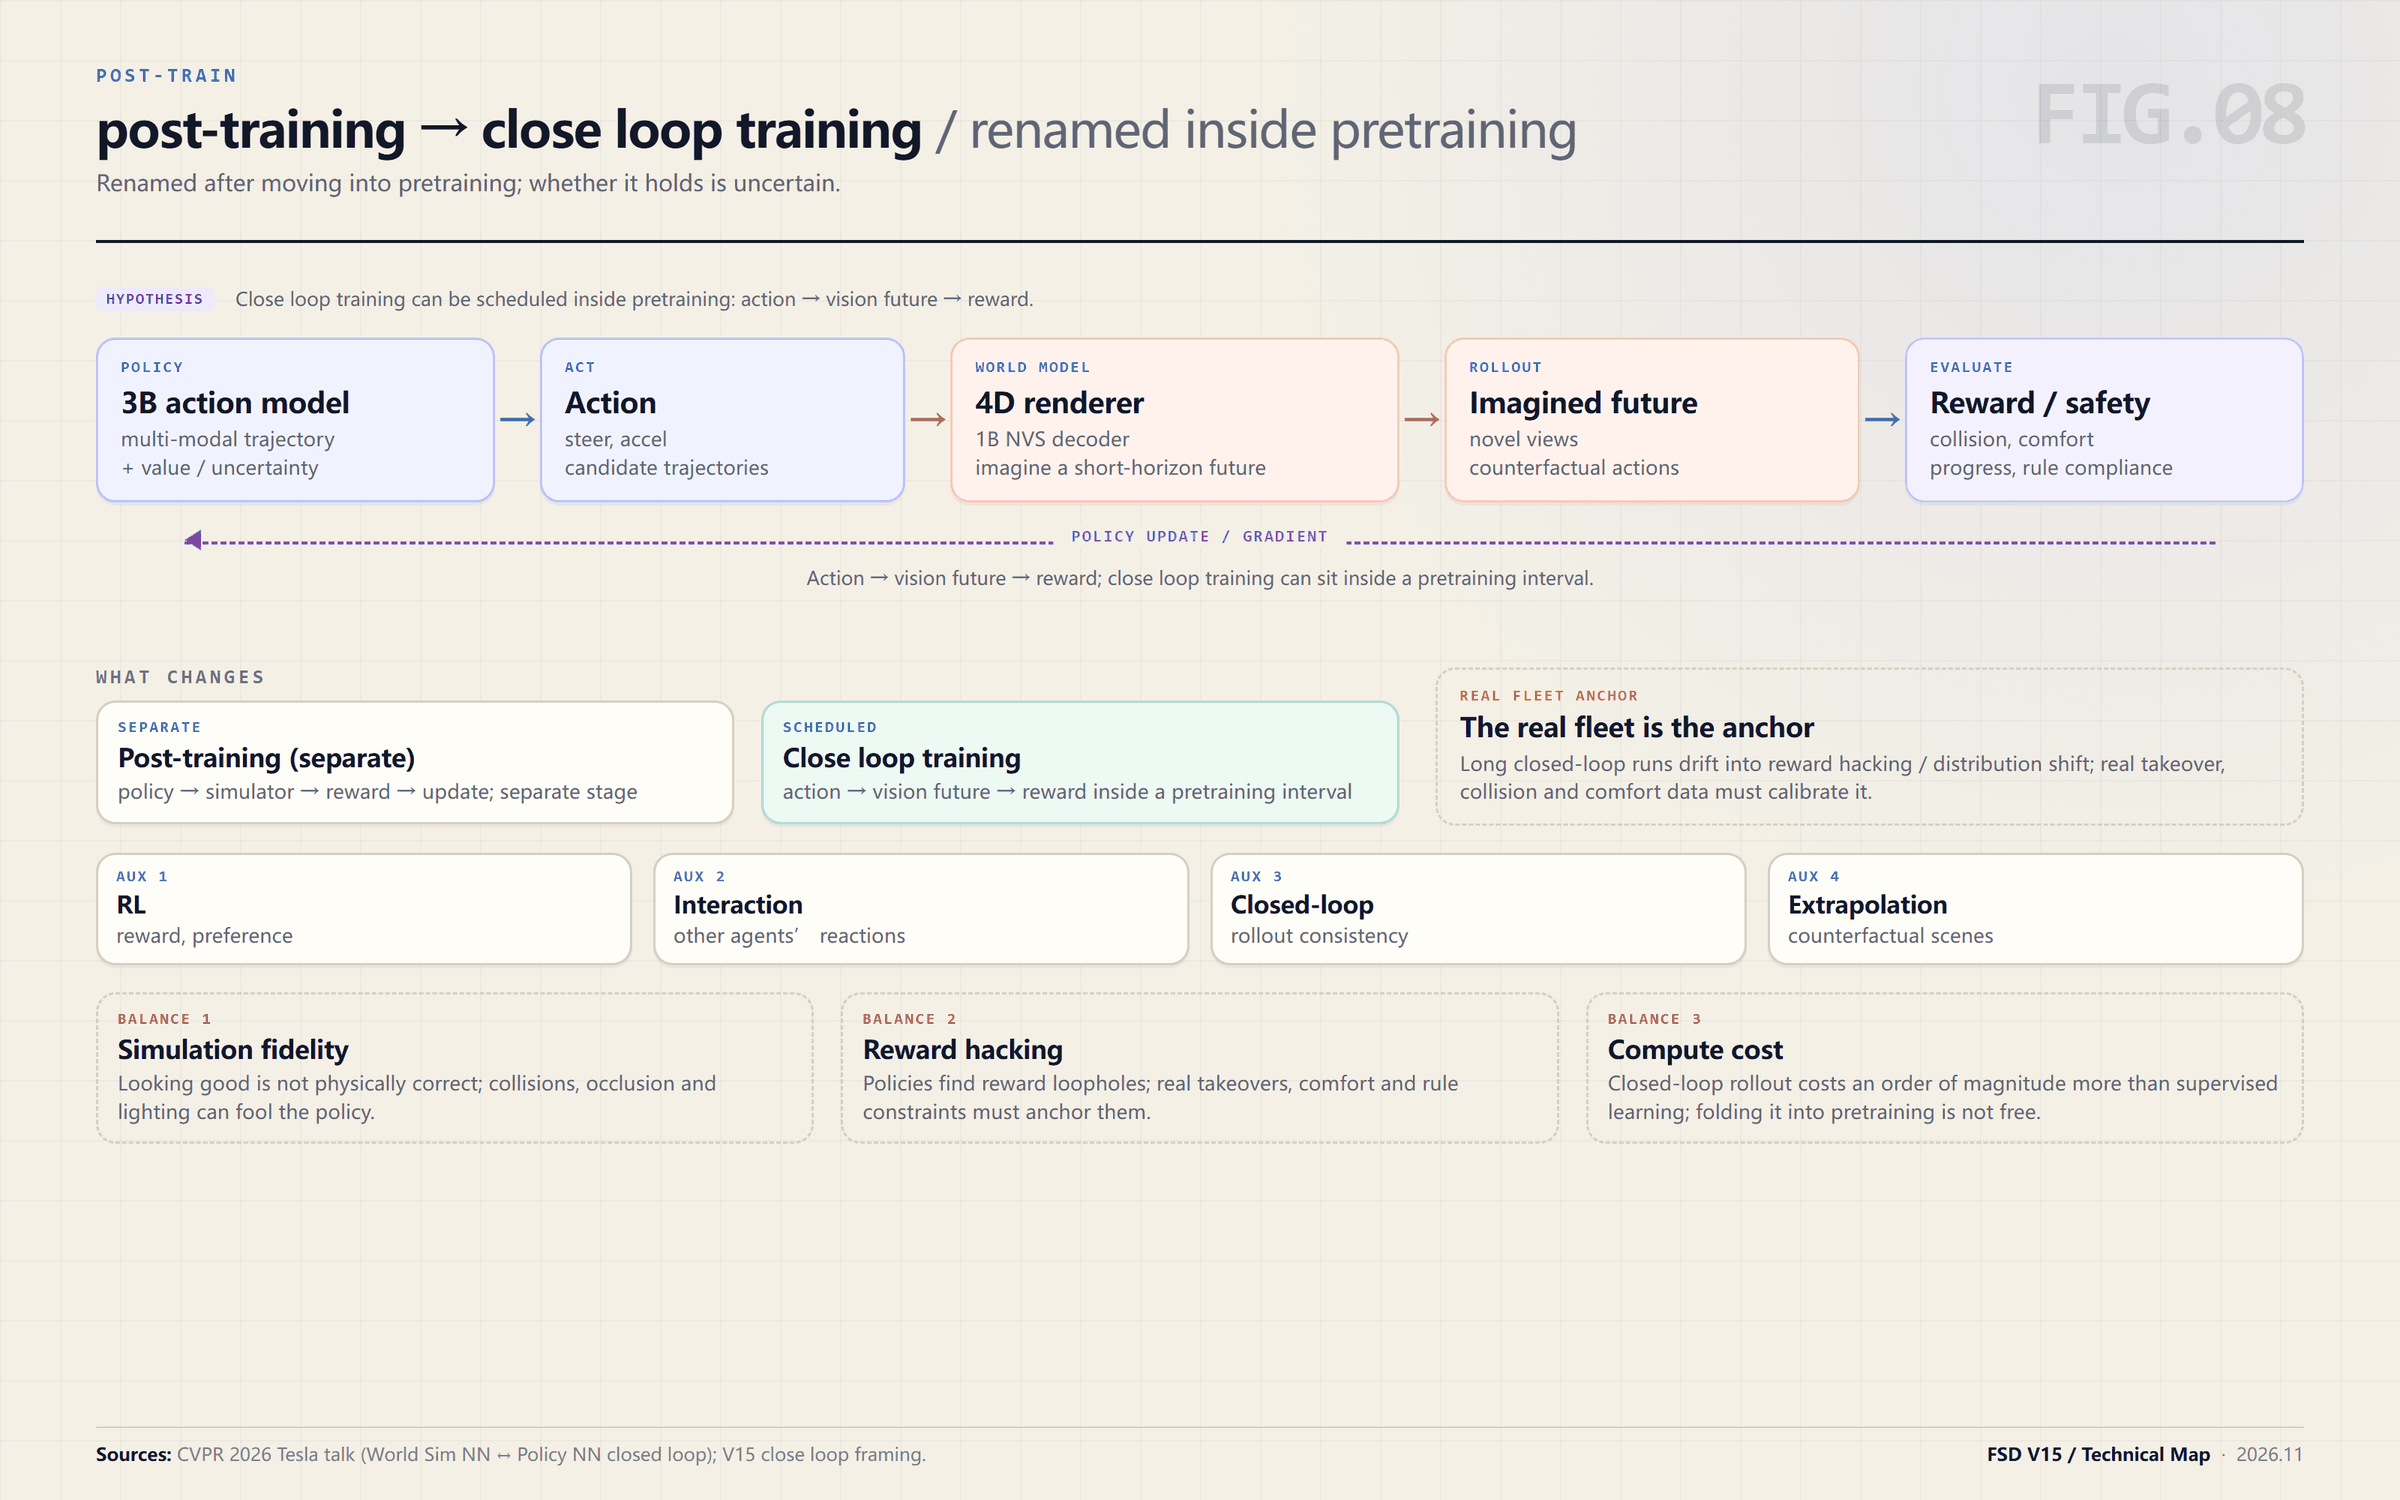 POST-TRAIN
FIG.08
post-training → close loop training / renamed inside pretraining
Renamed after moving into pretraining; whether it holds is uncertain.
HYPOTHESIS Close loop training can be scheduled inside pretraining: action → vision future → reward.
POLICY
3B action model
multi-modal trajectory
+ value / uncertainty
→
ACT
Action
steer, accel
candidate trajectories
→
WORLD MODEL
4D renderer
1B NVS decoder
imagine a short-horizon future
→
ROLLOUT
Imagined future
novel views
counterfactual actions
→
EVALUATE
Reward / safety
collision, comfort
progress, rule compliance
POLICY UPDATE / GRADIENT
Action → vision future → reward; close loop training can sit inside a pretraining interval.
WHAT CHANGES
SEPARATE
Post-training (separate)
policy → simulator → reward → update; separate stage
SCHEDULED
Close loop training
action → vision future → reward inside a pretraining interval
REAL FLEET ANCHOR
The real fleet is the anchor
Long closed-loop runs drift into reward hacking / distribution shift; real takeover,
collision and comfort data must calibrate it.
AUX 1
RL
reward, preference
AUX 2
Interaction
other agents’ reactions
AUX 3
Closed-loop
rollout consistency
AUX 4
Extrapolation
counterfactual scenes
BALANCE 1
Simulation fidelity
Looking good is not physically correct; collisions, occlusion and
lighting can fool the policy.
BALANCE 2
Reward hacking
Policies find reward loopholes; real takeovers, comfort and rule
constraints must anchor them.
BALANCE 3
Compute cost
Closed-loop rollout costs an order of magnitude more than supervised
learning; folding it into pretraining is not free.
Sources: CVPR 2026 Tesla talk (World Sim NN ↔ Policy NN closed loop); V15 close loop framing.
FSD V15 / Technical Map · 2026.11